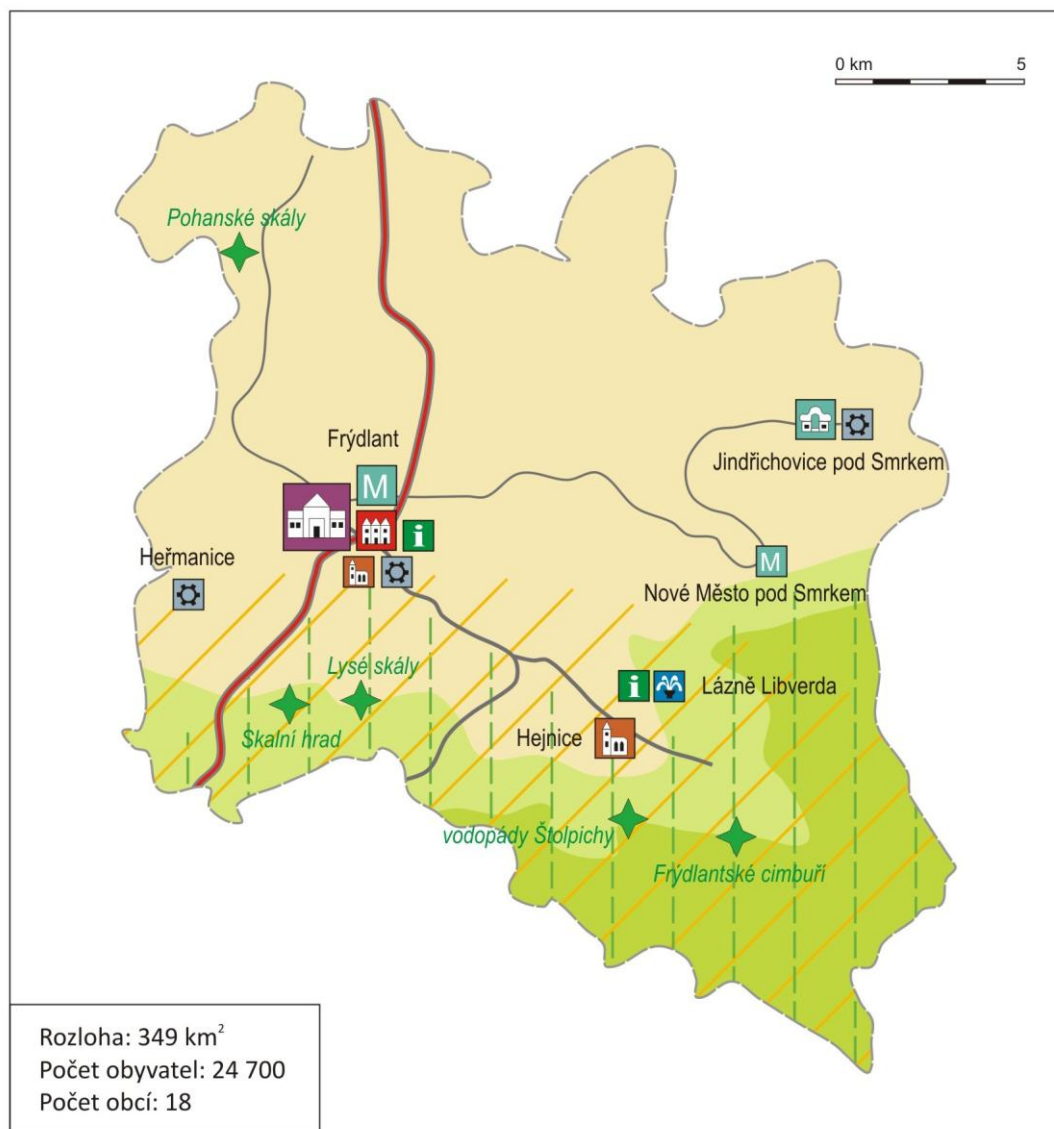 0 km 5
Pohanské skály
Frýdlant
M
Jindřichovice pod Smrkem
i
Heřmanice
M
Nové Město pod Smrkem
Lysé skály
i
Lázně Libverda
Skalní hrad
Hejnice
vodopády Štolpichy
Frýdlantské cimbuří
Rozloha: 349 km²
Počet obyvatel: 24 700
Počet obcí: 18